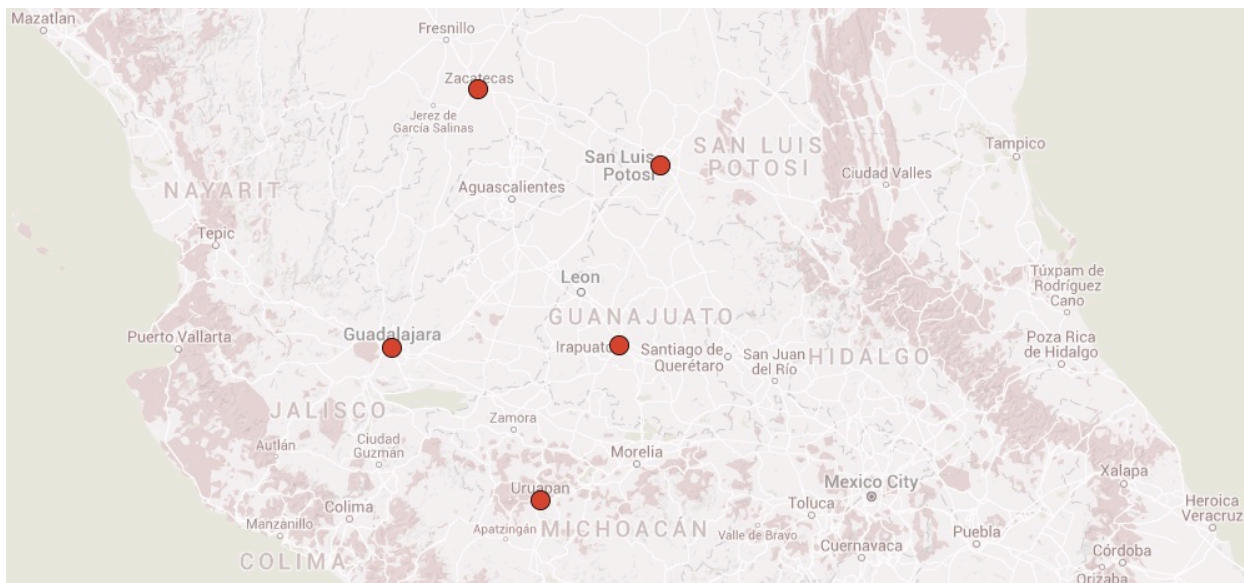 Mazatlan
Fresnillo
Zacatecas
Jerez de
García Salinas
San Luis
Potosi
SAN LUIS
POTOSI
Tampico
Ciudad Valles
NAYARIT
Aguascalientes
Tepic
Leon
Túxpam de
Rodríguez
Cano
GUANAJUATO
Puerto Vallarta
Guadalajara
Irapuato
Santiago de
Querétaro
San Juan
del Río
HIDALGO
Poza Rica
de Hidalgo
JALISCO
Zamora
Autlán
Ciudad
Guzmán
Morelia
Uruapan
Mexico City
Xalapa
Colima
Manzanillo
Apatzingán
MICHOACÁN
Toluca
Valle de Bravo
Puebla
Heroica
Veracruz
COLIMA
Cuernavaca
Córdoba
Orizaba